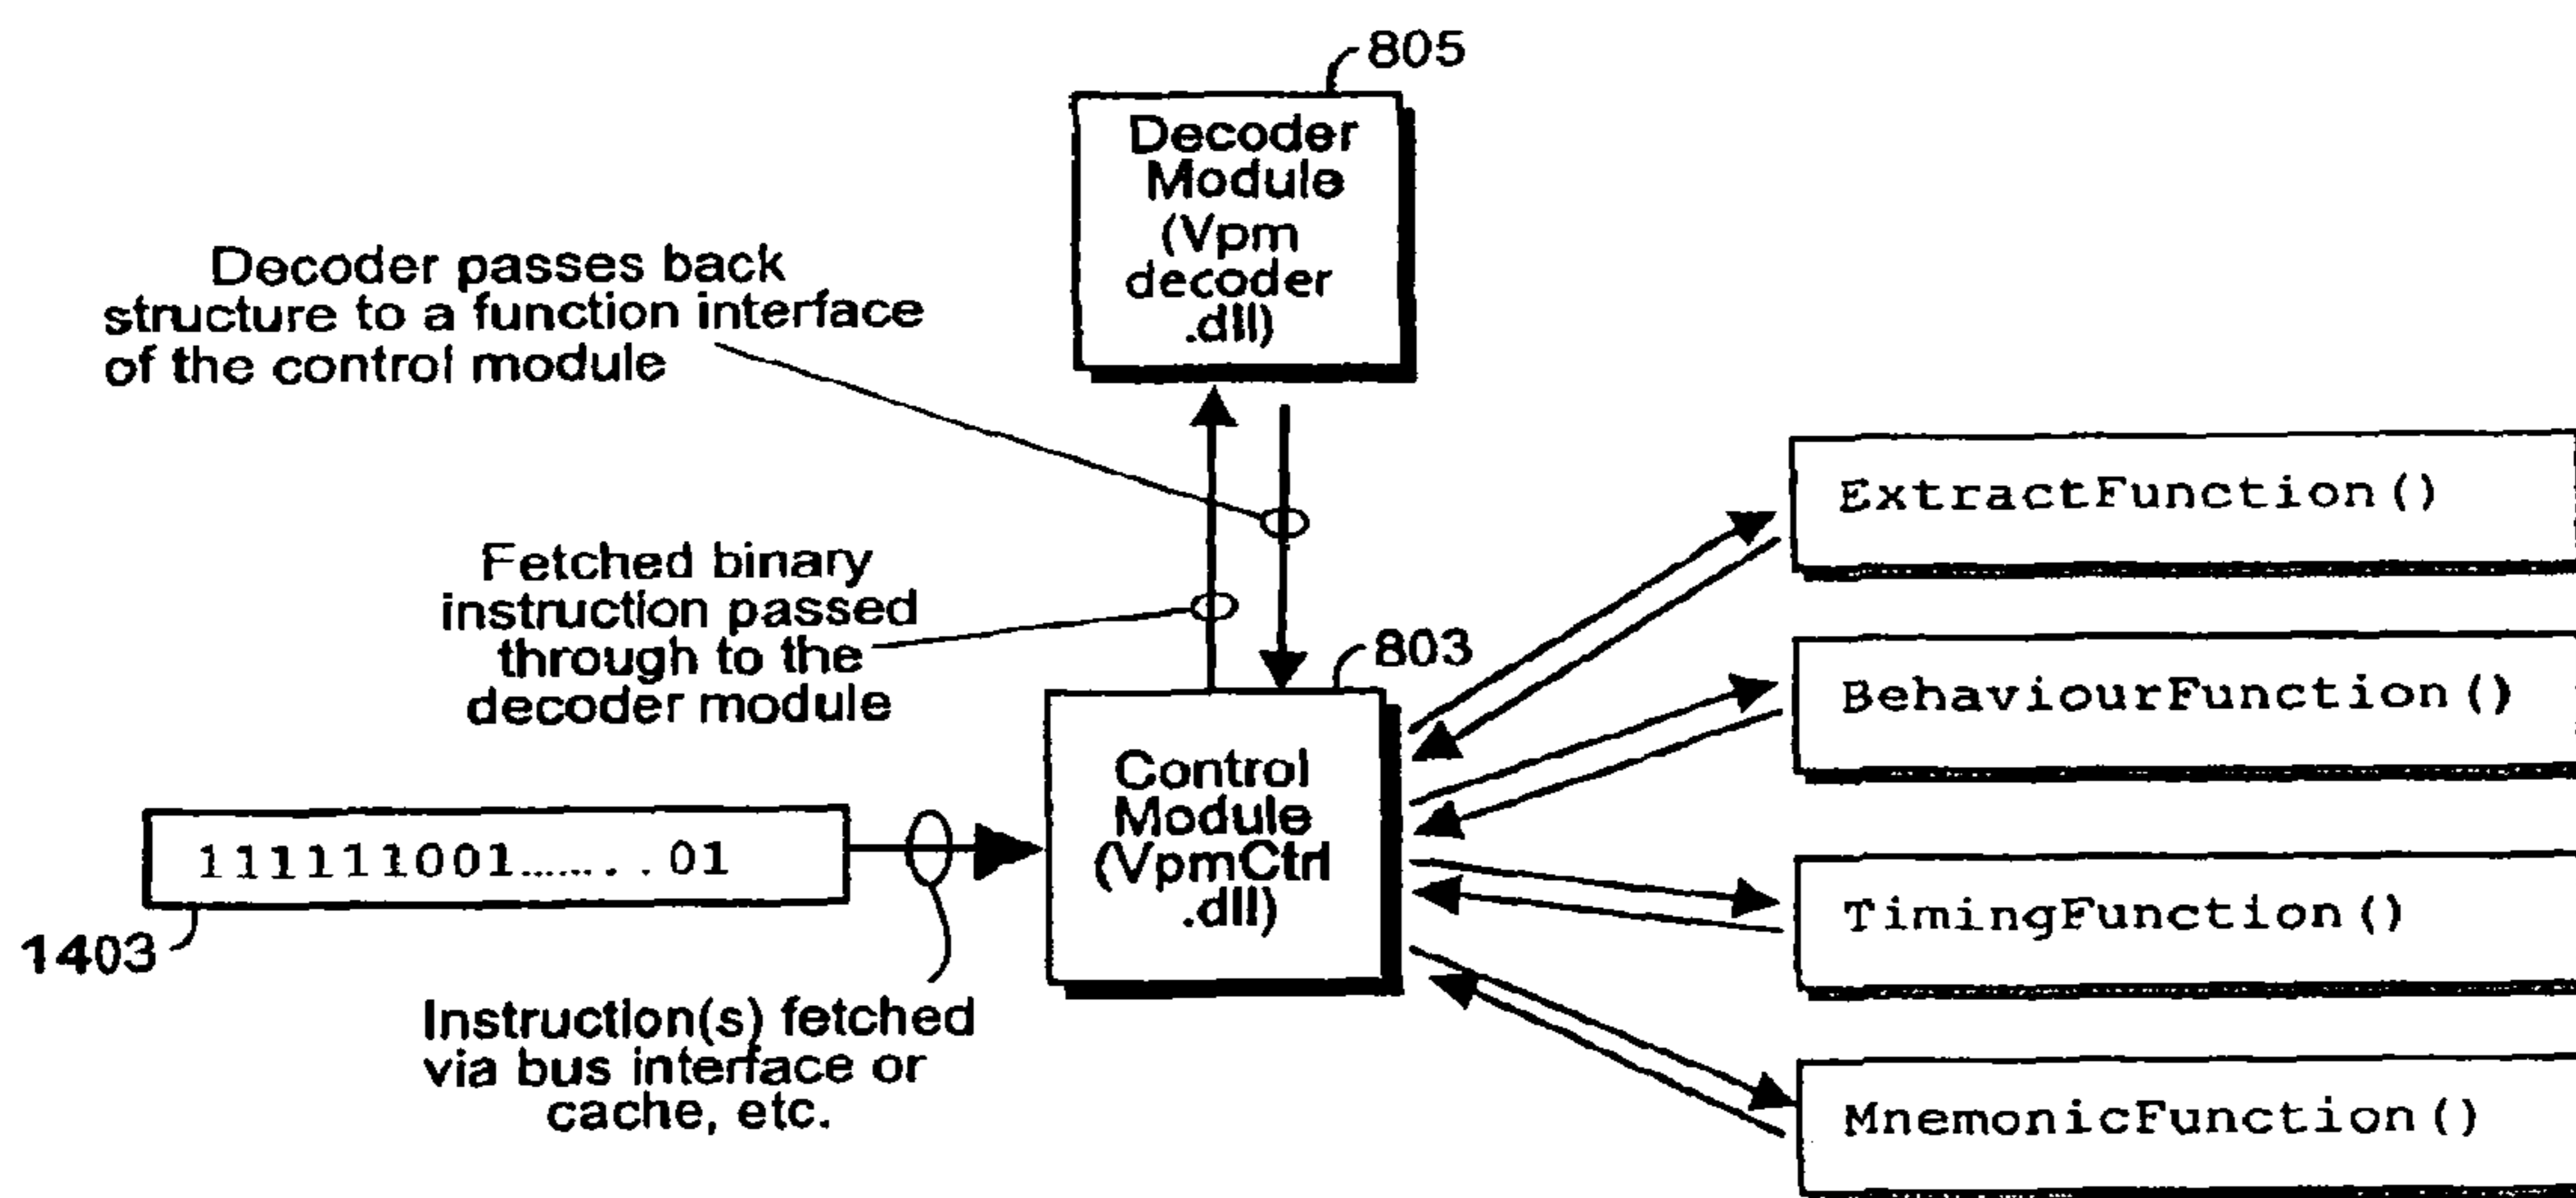 805
Decoder
Module
(Vpm
decoder
.dll)
Decoder passes back
structure to a function interface
of the control module
ExtractFunction()
Fetched binary
instruction passed
through to the
decoder module
803
BehaviourFunction()
Control
Module
(VpmCtrl
.dll)
111111001.........01
TimingFunction()
1403
Instruction(s) fetched
via bus interface or
cache, etc.
MnemonicFunction()